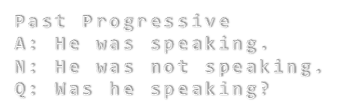 Past Progressive
A: He was speaking.
N: He was not speaking.
Q: Was he speaking?